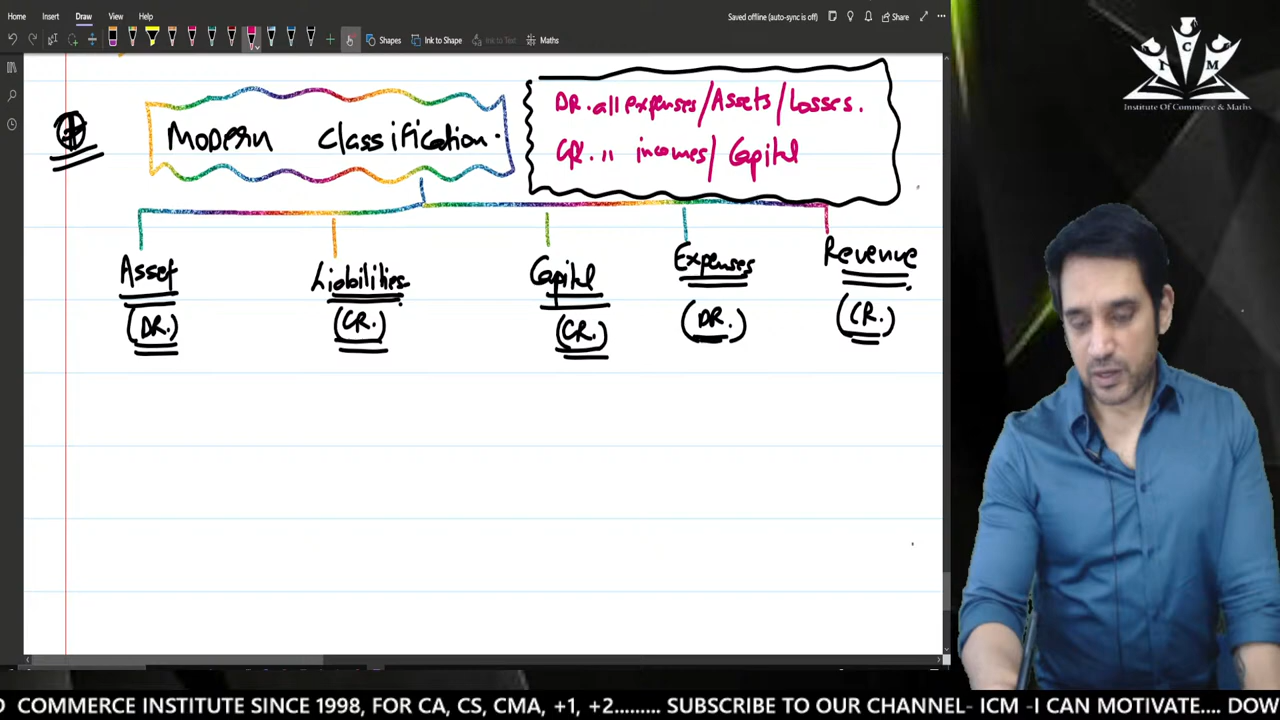 Home Insert Draw View Help
Saved offline (auto-sync is off) Share
Shapes Ink to Shape Ink to Text Maths
Modern Classification.
DR. all expenses/Assets/Losses.
CR. 〃 incomes/ Capital
Asset Liabilities Capital Expenses Revenue
(DR.) (CR.) (CR.) (DR.) (CR.)
I C M
Institute Of Commerce & Maths
COMMERCE INSTITUTE SINCE 1998, FOR CA, CS, CMA, +1, +2......... SUBSCRIBE TO OUR CHANNEL- ICM -I CAN MOTIVATE.... DOW